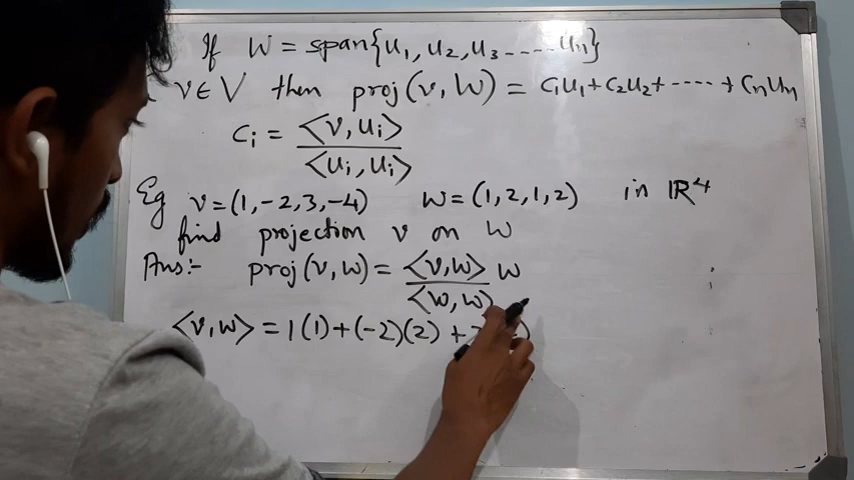 If W = span{u1, u2, u3 ----- un}
v ∈ V then proj(v, W) = c1u1 + c2u2 + ---- + cnun
ci = <v, ui> / <ui, ui>
Eg v = (1, -2, 3, -4) w = (1, 2, 1, 2) in IR4
find projection v on w
Ans:- proj(v, w) = <v, w> / <w, w> w
<v, w> = 1(1) + (-2)(2) +